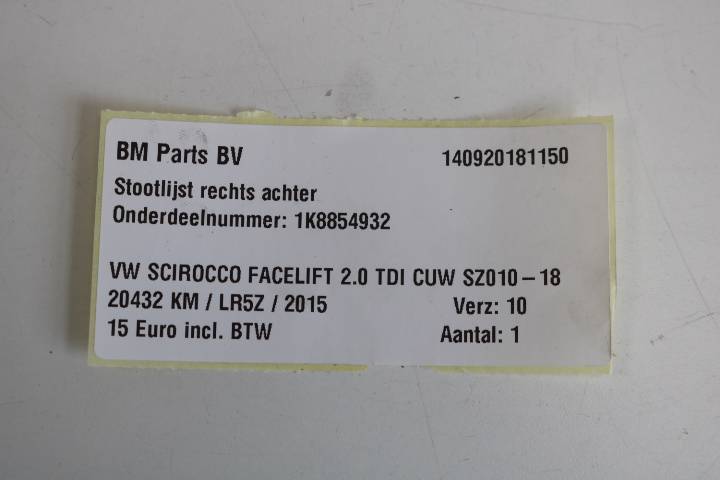 BM Parts BV 140920181150
Stootlijst rechts achter
Onderdeelnummer: 1K8854932
VW SCIROCCO FACELIFT 2.0 TDI CUW SZ010-18
20432 KM / LR5Z / 2015 Verz: 10
15 Euro incl. BTW Aantal: 1